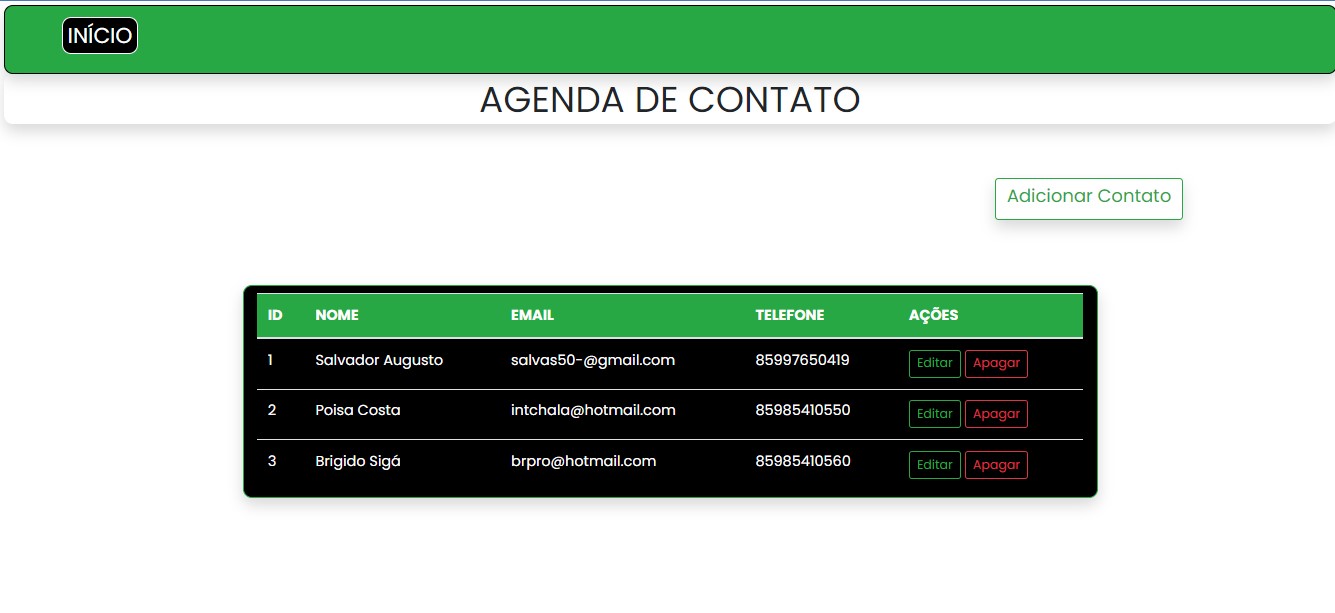 INÍCIO
AGENDA DE CONTATO
Adicionar Contato
ID NOME EMAIL TELEFONE AÇÕES
1 Salvador Augusto salvas50-@gmail.com 85997650419 Editar Apagar
2 Poisa Costa intchala@hotmail.com 85985410550 Editar Apagar
3 Brigido Sigá brpro@hotmail.com 85985410560 Editar Apagar